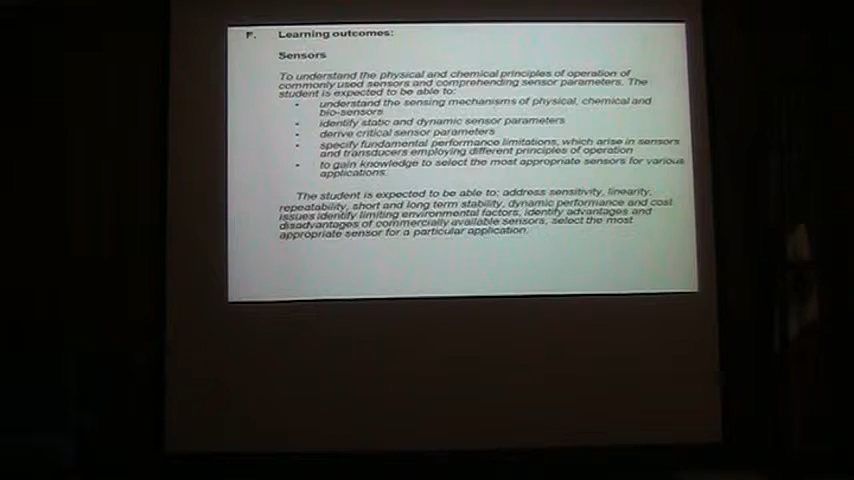 F. Learning outcomes:
Sensors
To understand the physical and chemical principles of operation of
commonly used sensors and comprehending sensor parameters. The
student is expected to be able to:
• understand the sensing mechanisms of physical, chemical and
bio-sensors
• identify static and dynamic sensor parameters
• derive critical sensor parameters
• specify fundamental performance limitations, which arise in sensors
and transducers employing different principles of operation
• to gain knowledge to select the most appropriate sensors for various
applications.
The student is expected to be able to: address sensitivity, linearity,
repeatability, short and long term stability, dynamic performance and cost
issues identify limiting environmental factors, identify advantages and
disadvantages of commercially available sensors, select the most
appropriate sensor for a particular application.